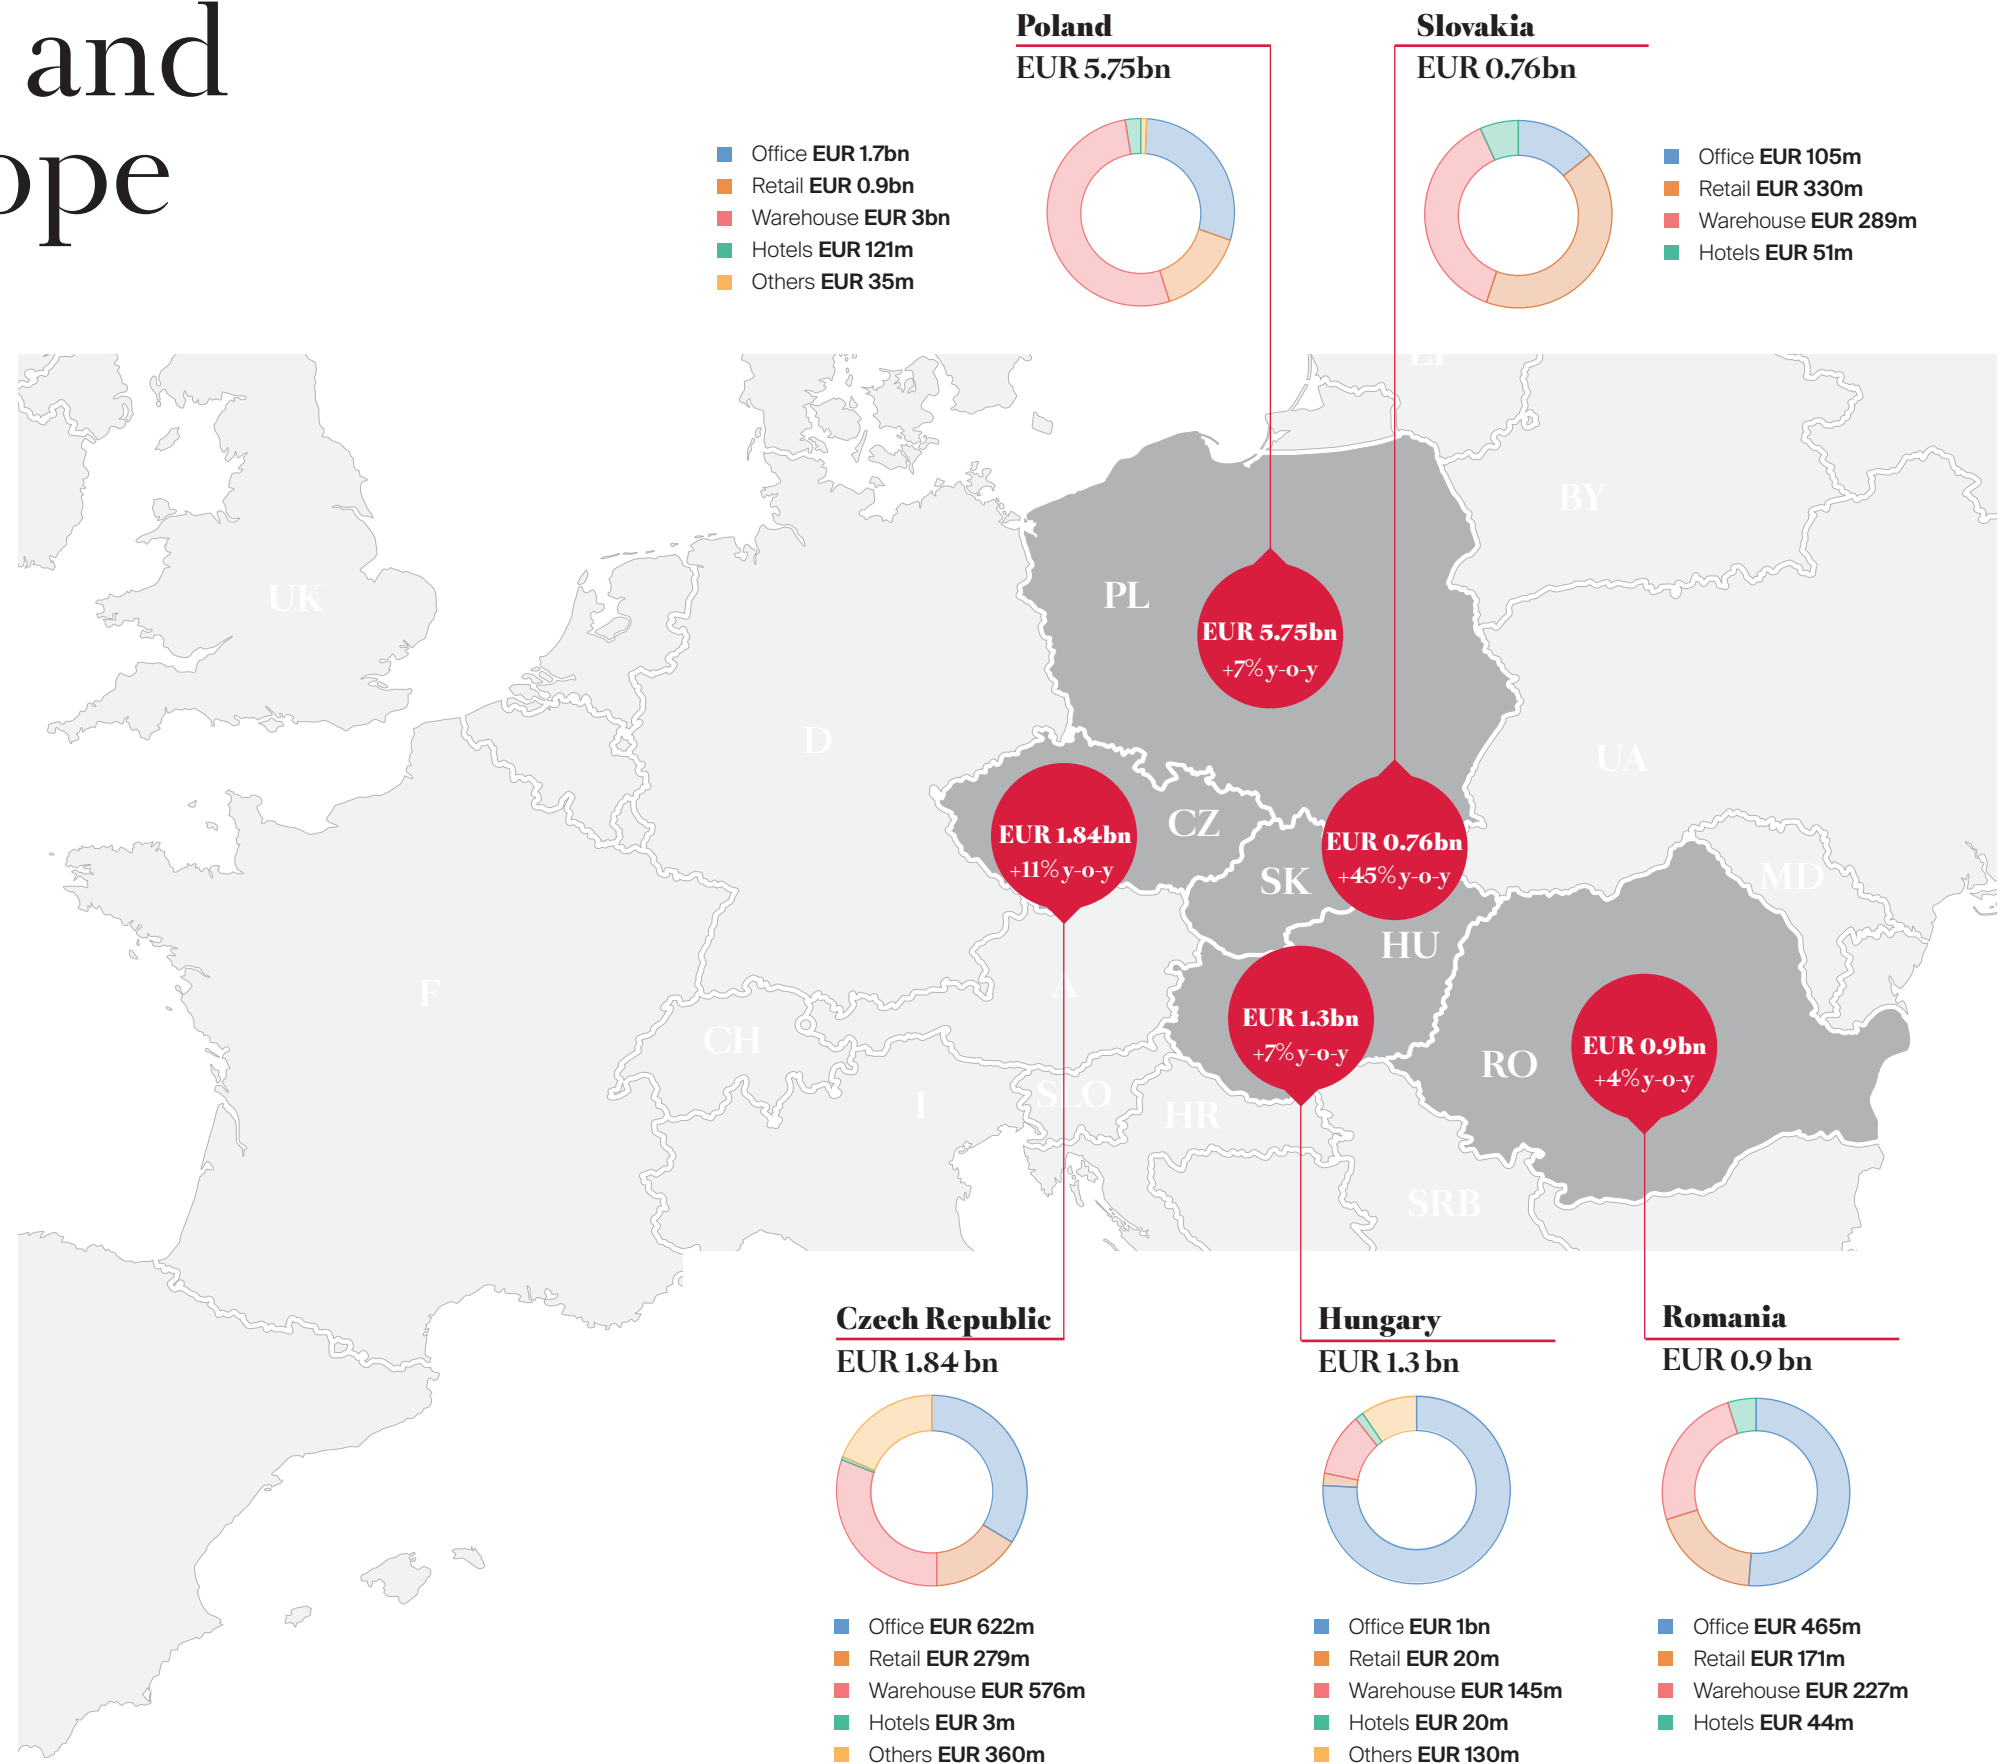 and
ope
Poland
EUR 5.75bn
Office EUR 1.7bn
Retail EUR 0.9bn
Warehouse EUR 3bn
Hotels EUR 121m
Others EUR 35m
Slovakia
EUR 0.76bn
Office EUR 105m
Retail EUR 330m
Warehouse EUR 289m
Hotels EUR 51m
BY
UK
PL
EUR 5.75bn
+7% y-o-y
D
UA
CZ
EUR 1.84bn
+11% y-o-y
SK
EUR 0.76bn
+45% y-o-y
MD
HU
F
A
CH
EUR 1.3bn
+7% y-o-y
RO
EUR 0.9bn
+4% y-o-y
I
SLO
HR
SRB
Czech Republic
EUR 1.84 bn
Office EUR 622m
Retail EUR 279m
Warehouse EUR 576m
Hotels EUR 3m
Others EUR 360m
Hungary
EUR 1.3 bn
Office EUR 1bn
Retail EUR 20m
Warehouse EUR 145m
Hotels EUR 20m
Others EUR 130m
Romania
EUR 0.9 bn
Office EUR 465m
Retail EUR 171m
Warehouse EUR 227m
Hotels EUR 44m